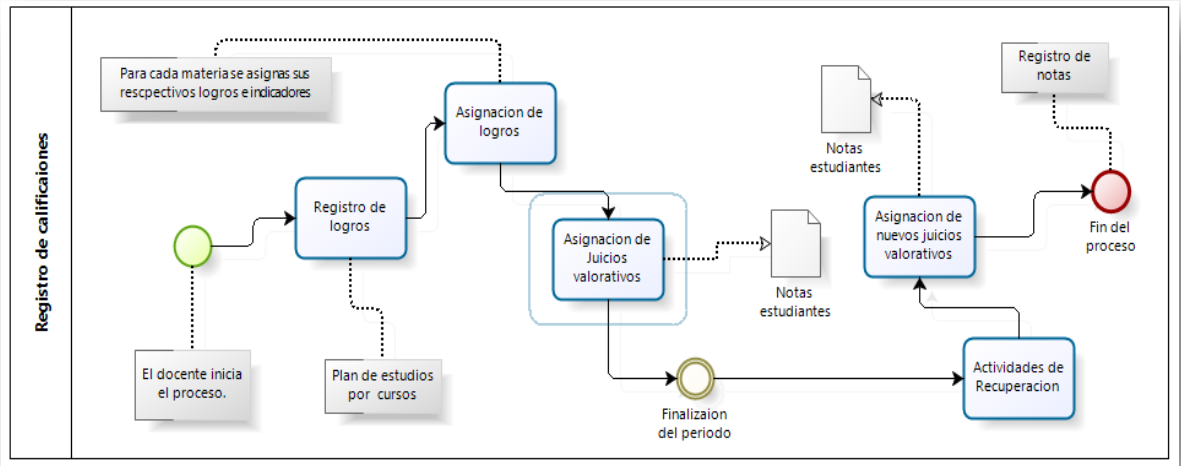 Registro de calificaiones
Para cada materia se asignas sus
rescpectivos logros e indicadores
Asignacion de
logros
Registro de
logros
El docente inicia
el proceso.
Plan de estudios
por cursos
Asignacion de
Juicios
valorativos
Notas
estudiantes
Finalizaion
del periodo
Actividades de
Recuperacion
Asignacion de
nuevos juicios
valorativos
Notas
estudiantes
Registro de
notas
Fin del
proceso